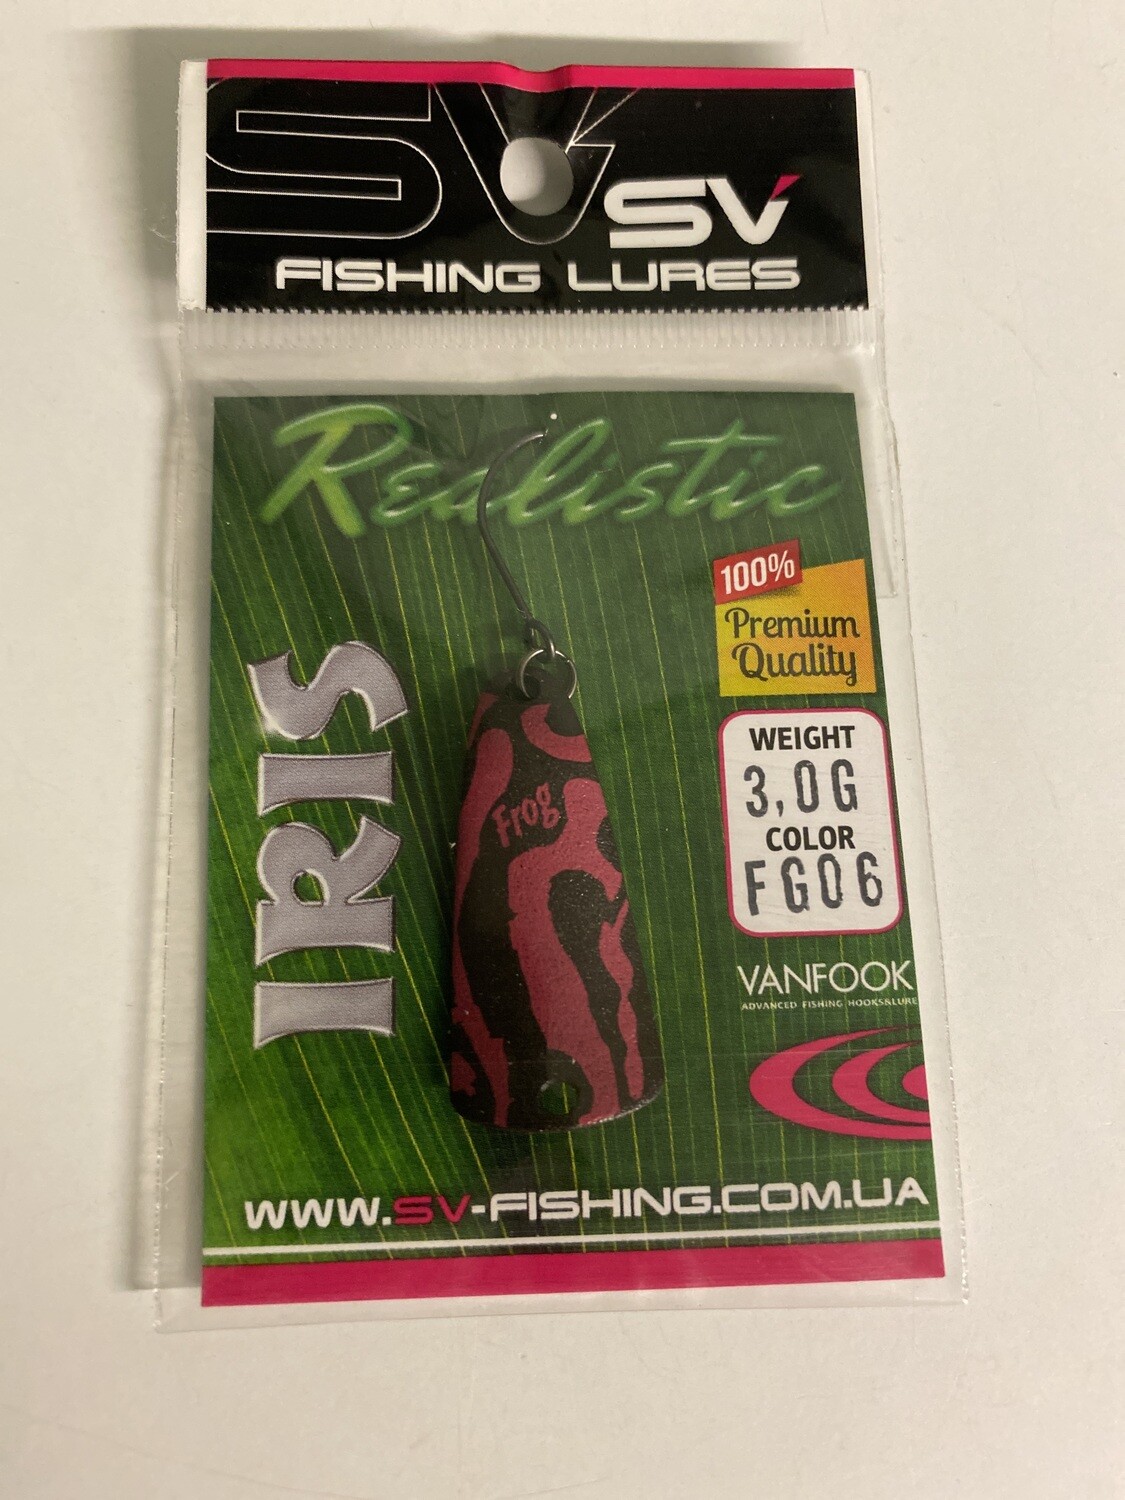 SV
SV
FISHING LURES
Realistic
100%
Premium
Quality
IRIS
Frog
WEIGHT
3,0G
COLOR
FG06
VANFOOK
ADVANCED FISHING HOOKS&LURE
WWW.SV-FISHING.COM.UA